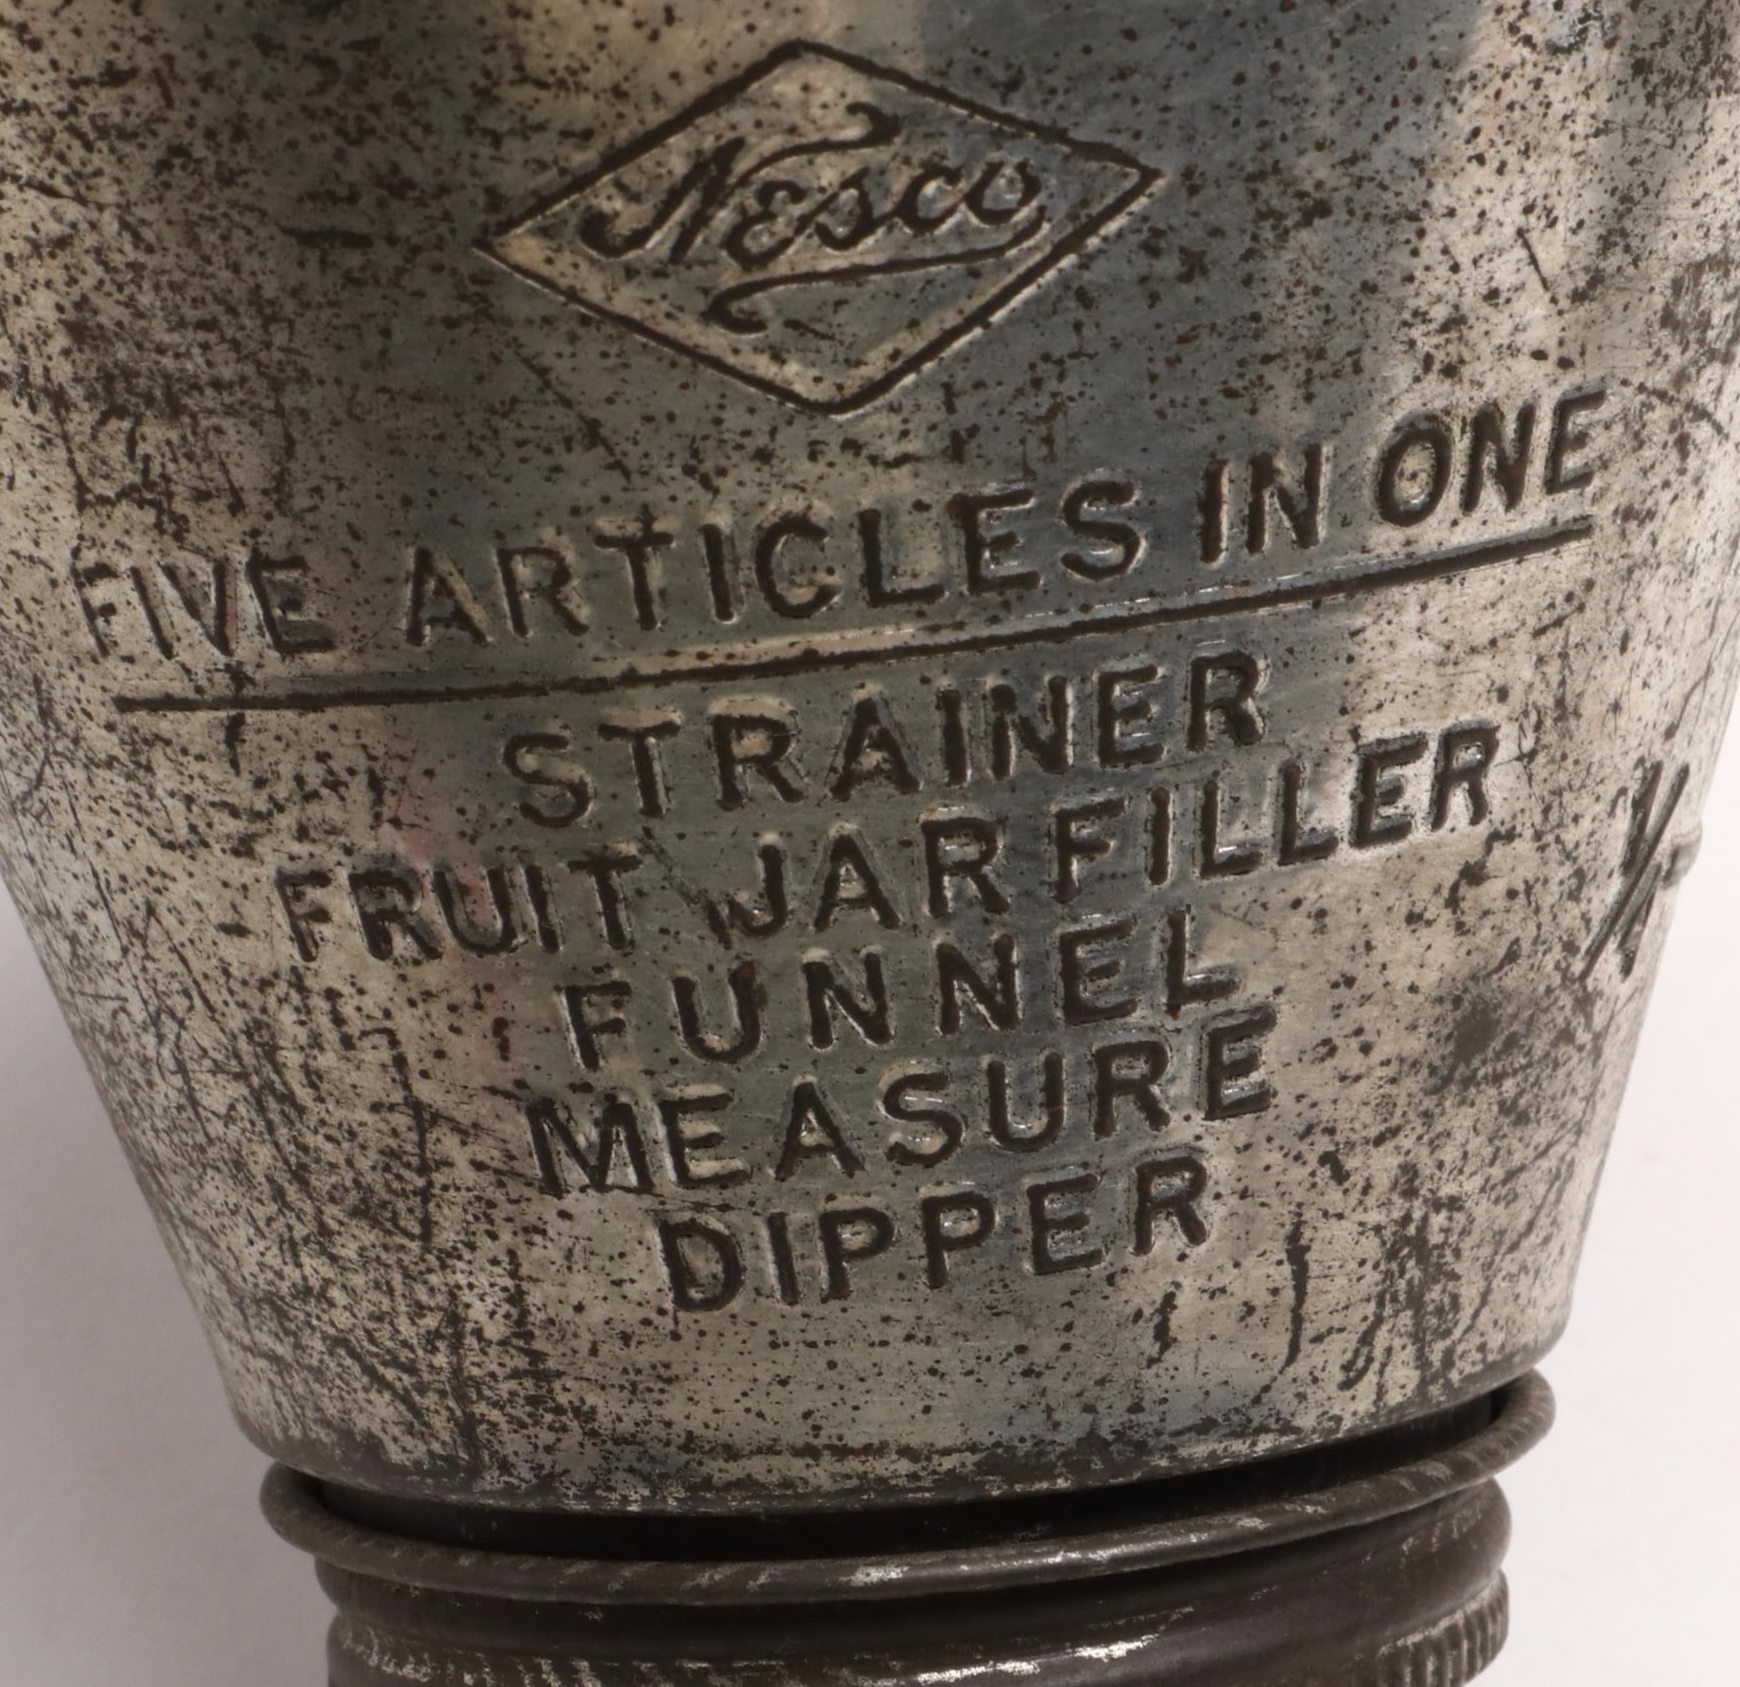 Nesco
FIVE ARTICLES IN ONE
STRAINER
FRUIT JAR FILLER
FUNNEL
MEASURE
DIPPER